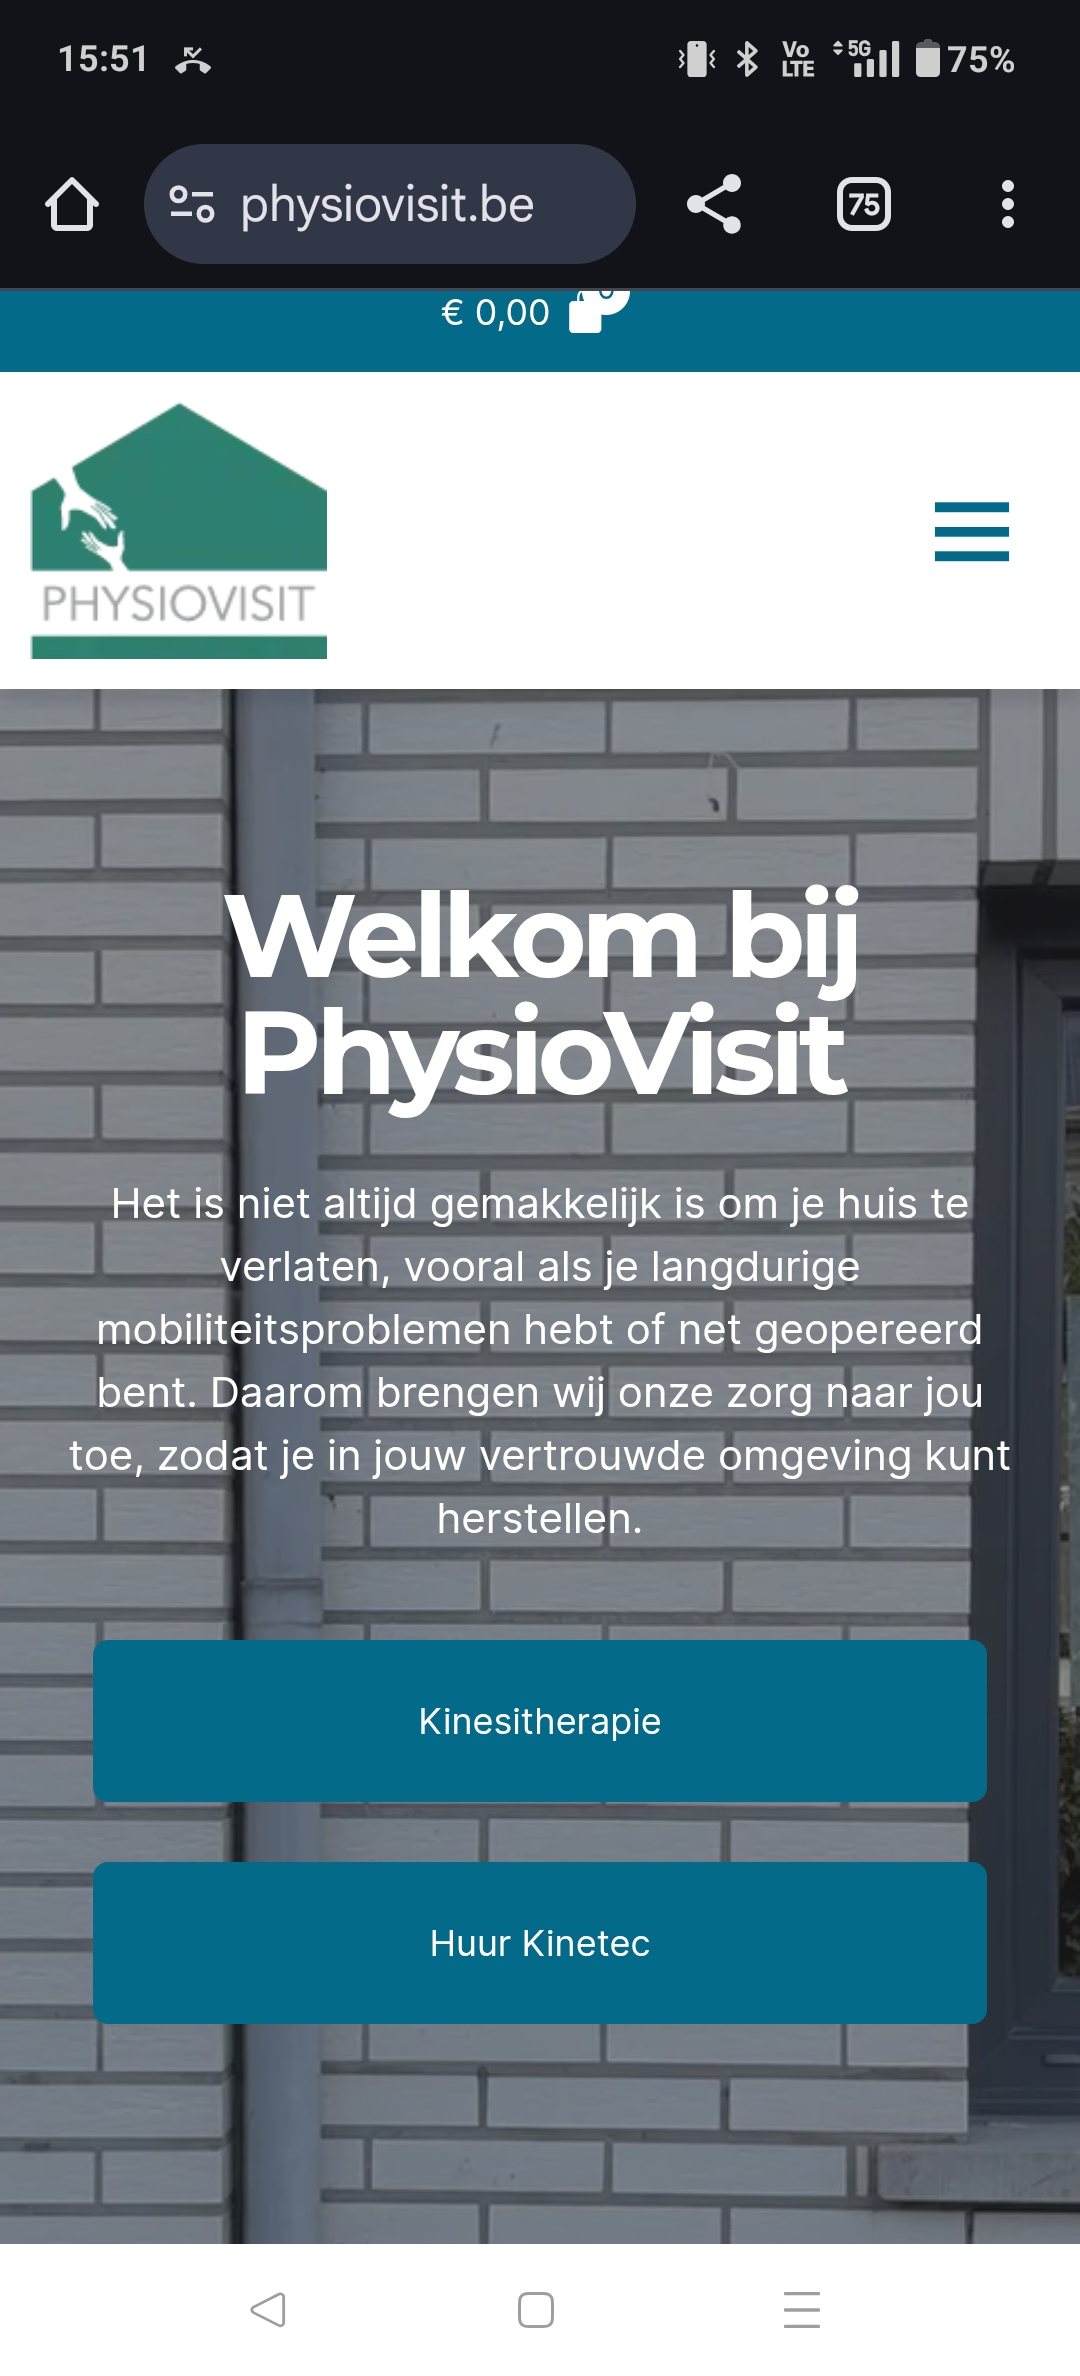 15:51 Vo LTE 5G 75%
physiovisit.be 75
€ 0,00
PHYSIOVISIT
Welkom bij
PhysioVisit
Het is niet altijd gemakkelijk is om je huis te
verlaten, vooral als je langdurige
mobiliteitsproblemen hebt of net geopereerd
bent. Daarom brengen wij onze zorg naar jou
toe, zodat je in jouw vertrouwde omgeving kunt
herstellen.
Kinesitherapie
Huur Kinetec